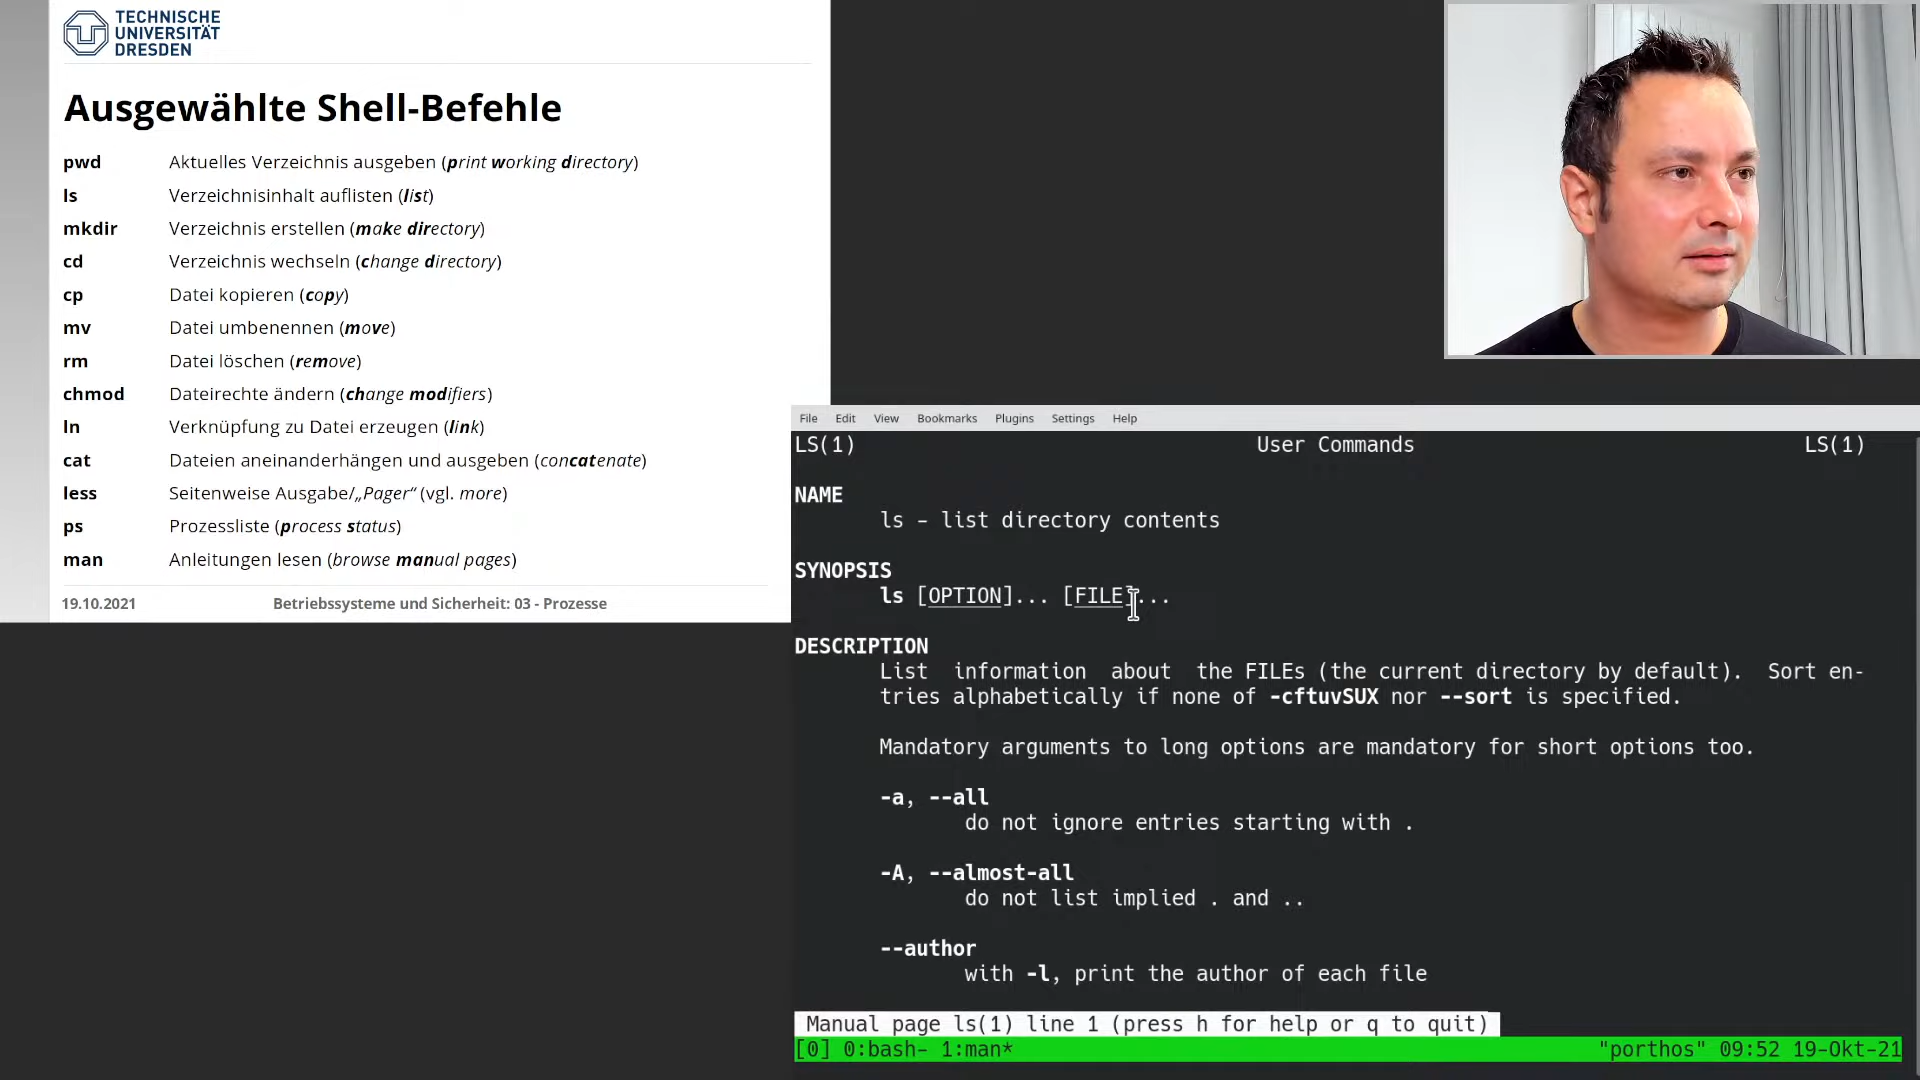 TECHNISCHE
UNIVERSITÄT
DRESDEN
Ausgewählte Shell-Befehle
pwd Aktuelles Verzeichnis ausgeben (print working directory)
ls Verzeichnisinhalt auflisten (list)
mkdir Verzeichnis erstellen (make directory)
cd Verzeichnis wechseln (change directory)
cp Datei kopieren (copy)
mv Datei umbenennen (move)
rm Datei löschen (remove)
chmod Dateirechte ändern (change modifiers)
ln Verknüpfung zu Datei erzeugen (link)
cat Dateien aneinanderhängen und ausgeben (concatenate)
less Seitenweise Ausgabe/„Pager“ (vgl. more)
ps Prozessliste (process status)
man Anleitungen lesen (browse manual pages)
19.10.2021 Betriebssysteme und Sicherheit: 03 - Prozesse
File Edit View Bookmarks Plugins Settings Help
LS(1) User Commands LS(1)
NAME
ls - list directory contents
SYNOPSIS
ls [OPTION]... [FILE]...
DESCRIPTION
List information about the FILEs (the current directory by default). Sort en-
tries alphabetically if none of -cftuvSUX nor --sort is specified.
Mandatory arguments to long options are mandatory for short options too.
-a, --all
do not ignore entries starting with .
-A, --almost-all
do not list implied . and ..
--author
with -l, print the author of each file
Manual page ls(1) line 1 (press h for help or q to quit)
[0] 0:bash- 1:man* "porthos" 09:52 19-Okt-21